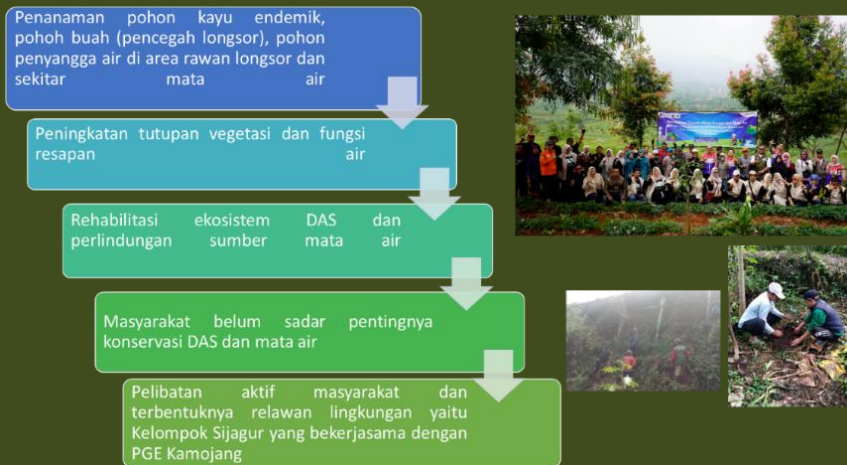 Penanaman pohon kayu endemik,
pohoh buah (pencegah longsor), pohon
penyangga air di area rawan longsor dan
sekitar mata air
Peningkatan tutupan vegetasi dan fungsi
resapan air
Rehabilitasi ekosistem DAS dan
perlindungan sumber mata air
Masyarakat belum sadar pentingnya
konservasi DAS dan mata air
Pelibatan aktif masyarakat dan
terbentuknya relawan lingkungan yaitu
Kelompok Sijagur yang bekerjasama dengan
PGE Kamojang